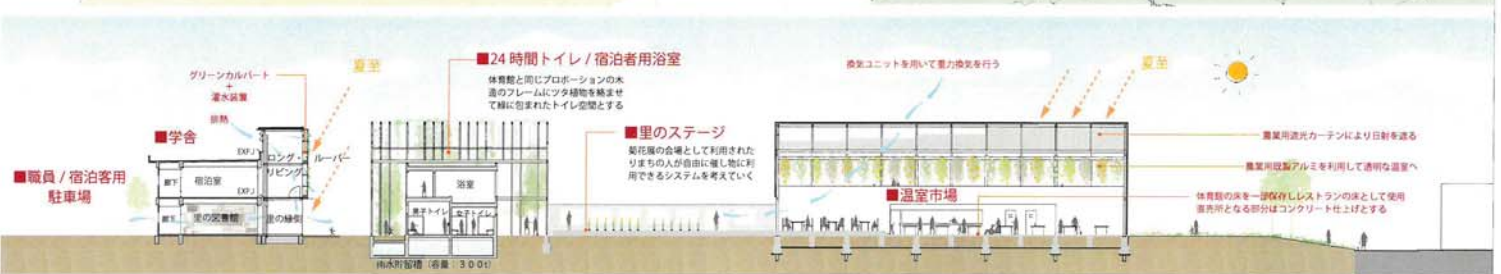 グリーンカルバート
+
灌水装置
排熱
夏至
■学舎
EXP.J
ロング・
リビング
ルーバー
■職員 / 宿泊客用
駐車場
廊下
宿泊室
EXP.J
廊下
里の図書館
里の縁側
■24 時間トイレ / 宿泊者用浴室
体育館と同じプロポーションの木
造のフレームにツタ植物を絡ませ
て緑に包まれたトイレ空間とする
浴室
男子トイレ
女子トイレ
雨水貯留槽（容量：３００t）
■里のステージ
菊花展の会場として利用された
りまちの人が自由に催し物に利
用できるシステムを考えていく
換気ユニットを用いて重力換気を行う
夏至
農業用遮光カーテンにより日射を遮る
農業用既製アルミを利用して透明な温室へ
■温室市場
体育館の床を一部保存しレストランの床として使用
直売所となる部分はコンクリート仕上げとする